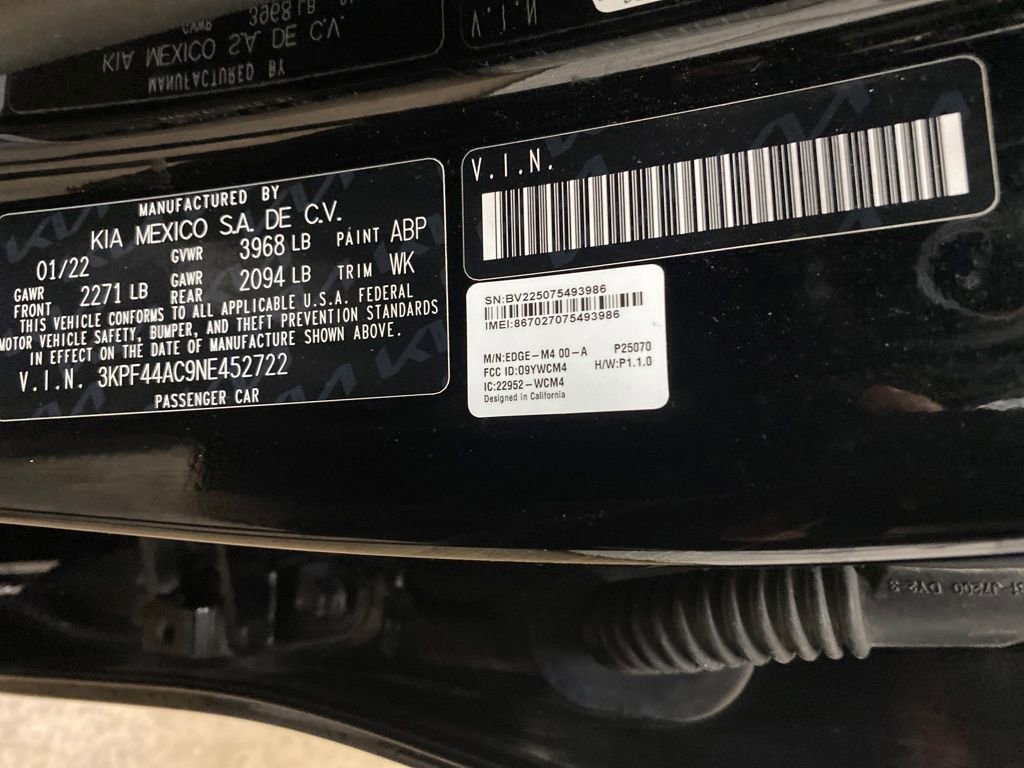 MANUFACTURED BY
KIA MEXICO S.A. DE C.V.
01/22 GVWR 3968 LB PAINT ABP
GAWR FRONT 2271 LB GAWR REAR 2094 LB TRIM WK
THIS VEHICLE CONFORMS TO ALL APPLICABLE U.S.A. FEDERAL
MOTOR VEHICLE SAFETY, BUMPER, AND THEFT PREVENTION STANDARDS
IN EFFECT ON THE DATE OF MANUFACTURE SHOWN ABOVE.
V.I.N. 3KPF44AC9NE452722
PASSENGER CAR
V.I.N.
SN:BV225075493986
IMEI:867027075493986
M/N:EDGE-M4 00-A P25070
FCC ID:O9YWCM4 H/W:P1.1.0
IC:22952-WCM4
Designed in California
KIA MEXICO S.A. DE C.V.
MANUFACTURED BY
J7200 DV2-3